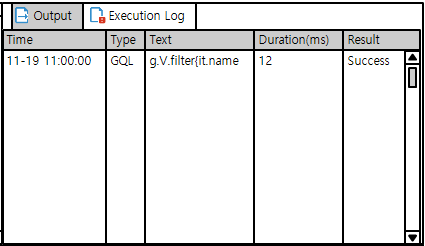 Output Execution Log
Time Type Text Duration(ms) Result
11-19 11:00:00 GQL g.V.filter{it.name 12 Success